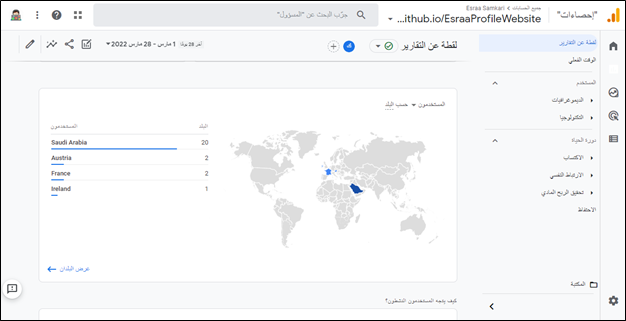 "إحصاءات"
جميع الحسابات > Esraa Samkari
...ithub.io/EsraaProfileWebsite
جرّب البحث عن "المسؤول"
لقطة عن التقارير
الوقت الفعلي
المستخدم
الديموغرافيات
التكنولوجيا
دورة الحياة
الاكتساب
الارتباط النفسي
تحقيق الربح المادي
الاحتفاظ
المكتبة
لقطة عن التقارير
آخر 28 يومًا
1 مارس - 28 مارس 2022
المستخدمون حسب البلد
البلد
المستخدمون
Saudi Arabia 20
Austria 2
France 2
Ireland 1
عرض البلدان
كيف يتجه المستخدمون النشطون؟